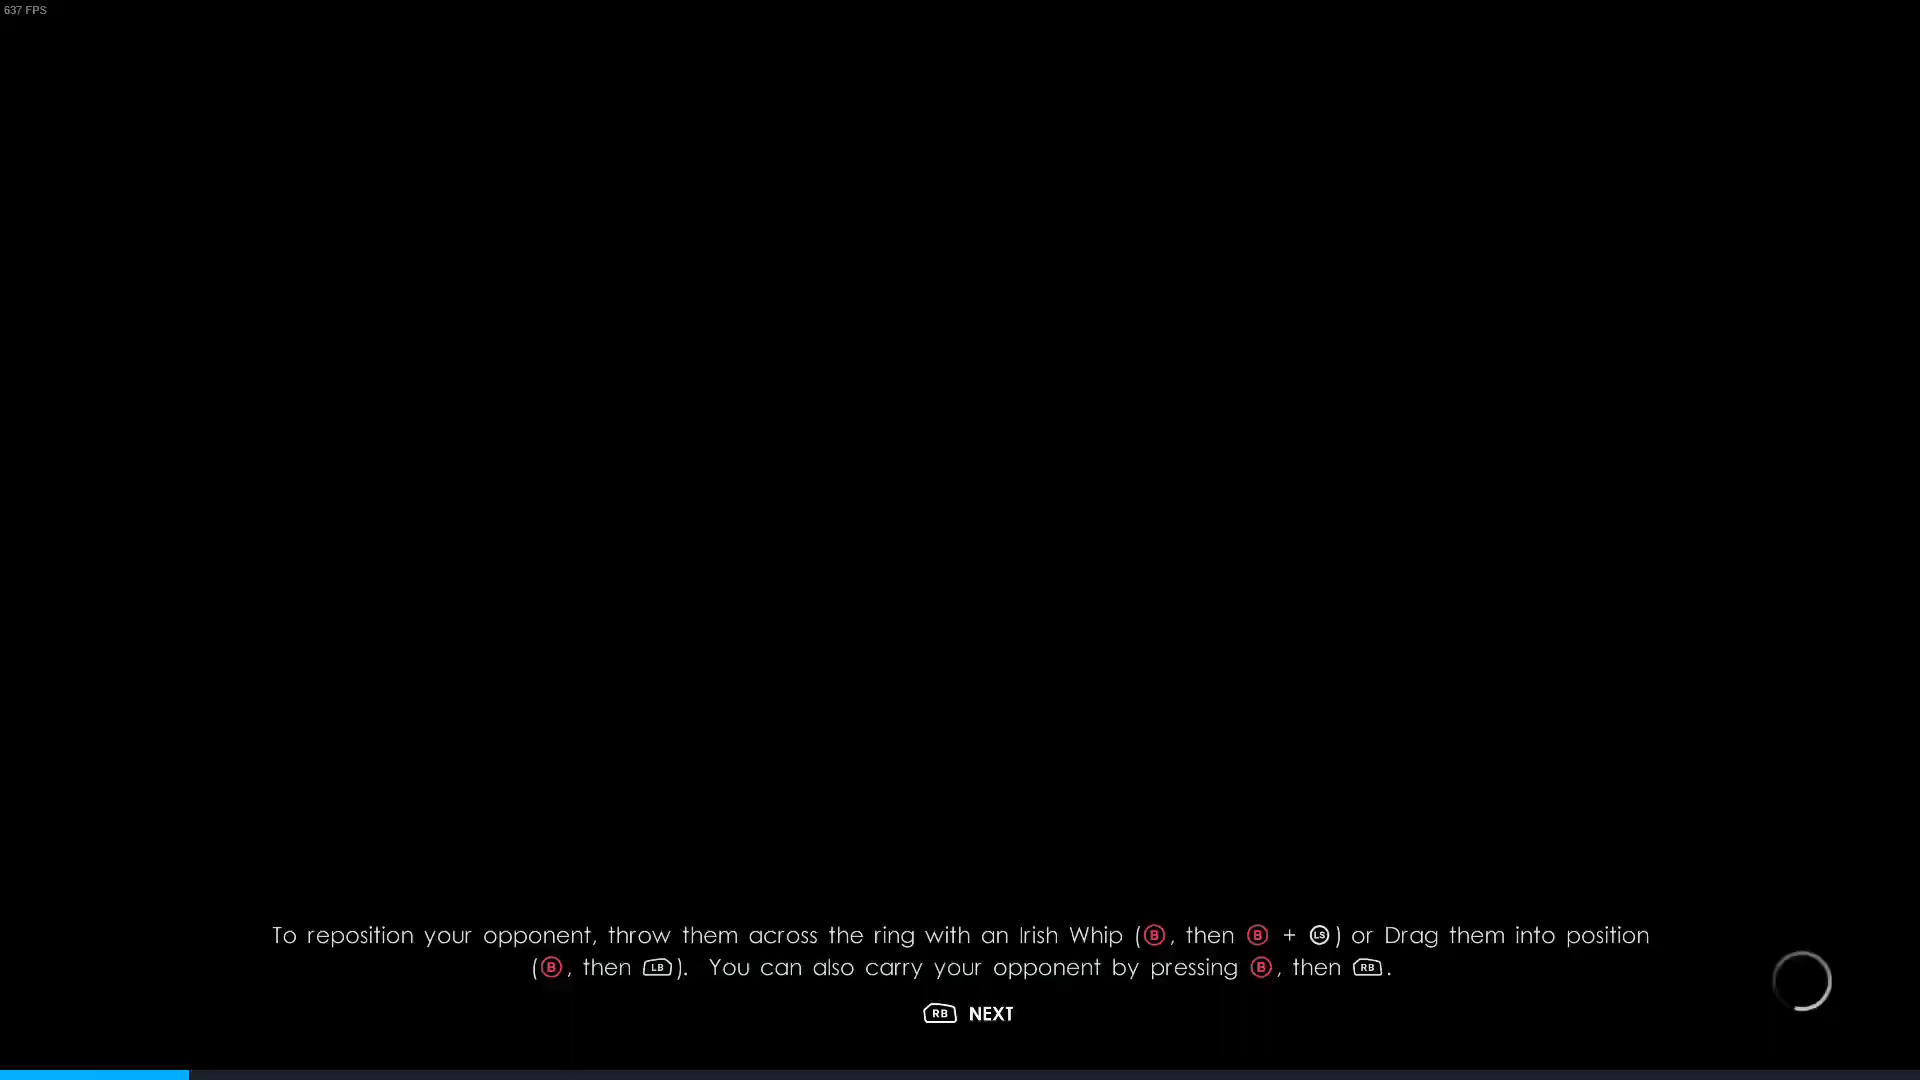 637 FPS
To reposition your opponent, throw them across the ring with an Irish Whip (B, then B + LS) or Drag them into position
(B, then LB).  You can also carry your opponent by pressing B, then RB.
RB NEXT